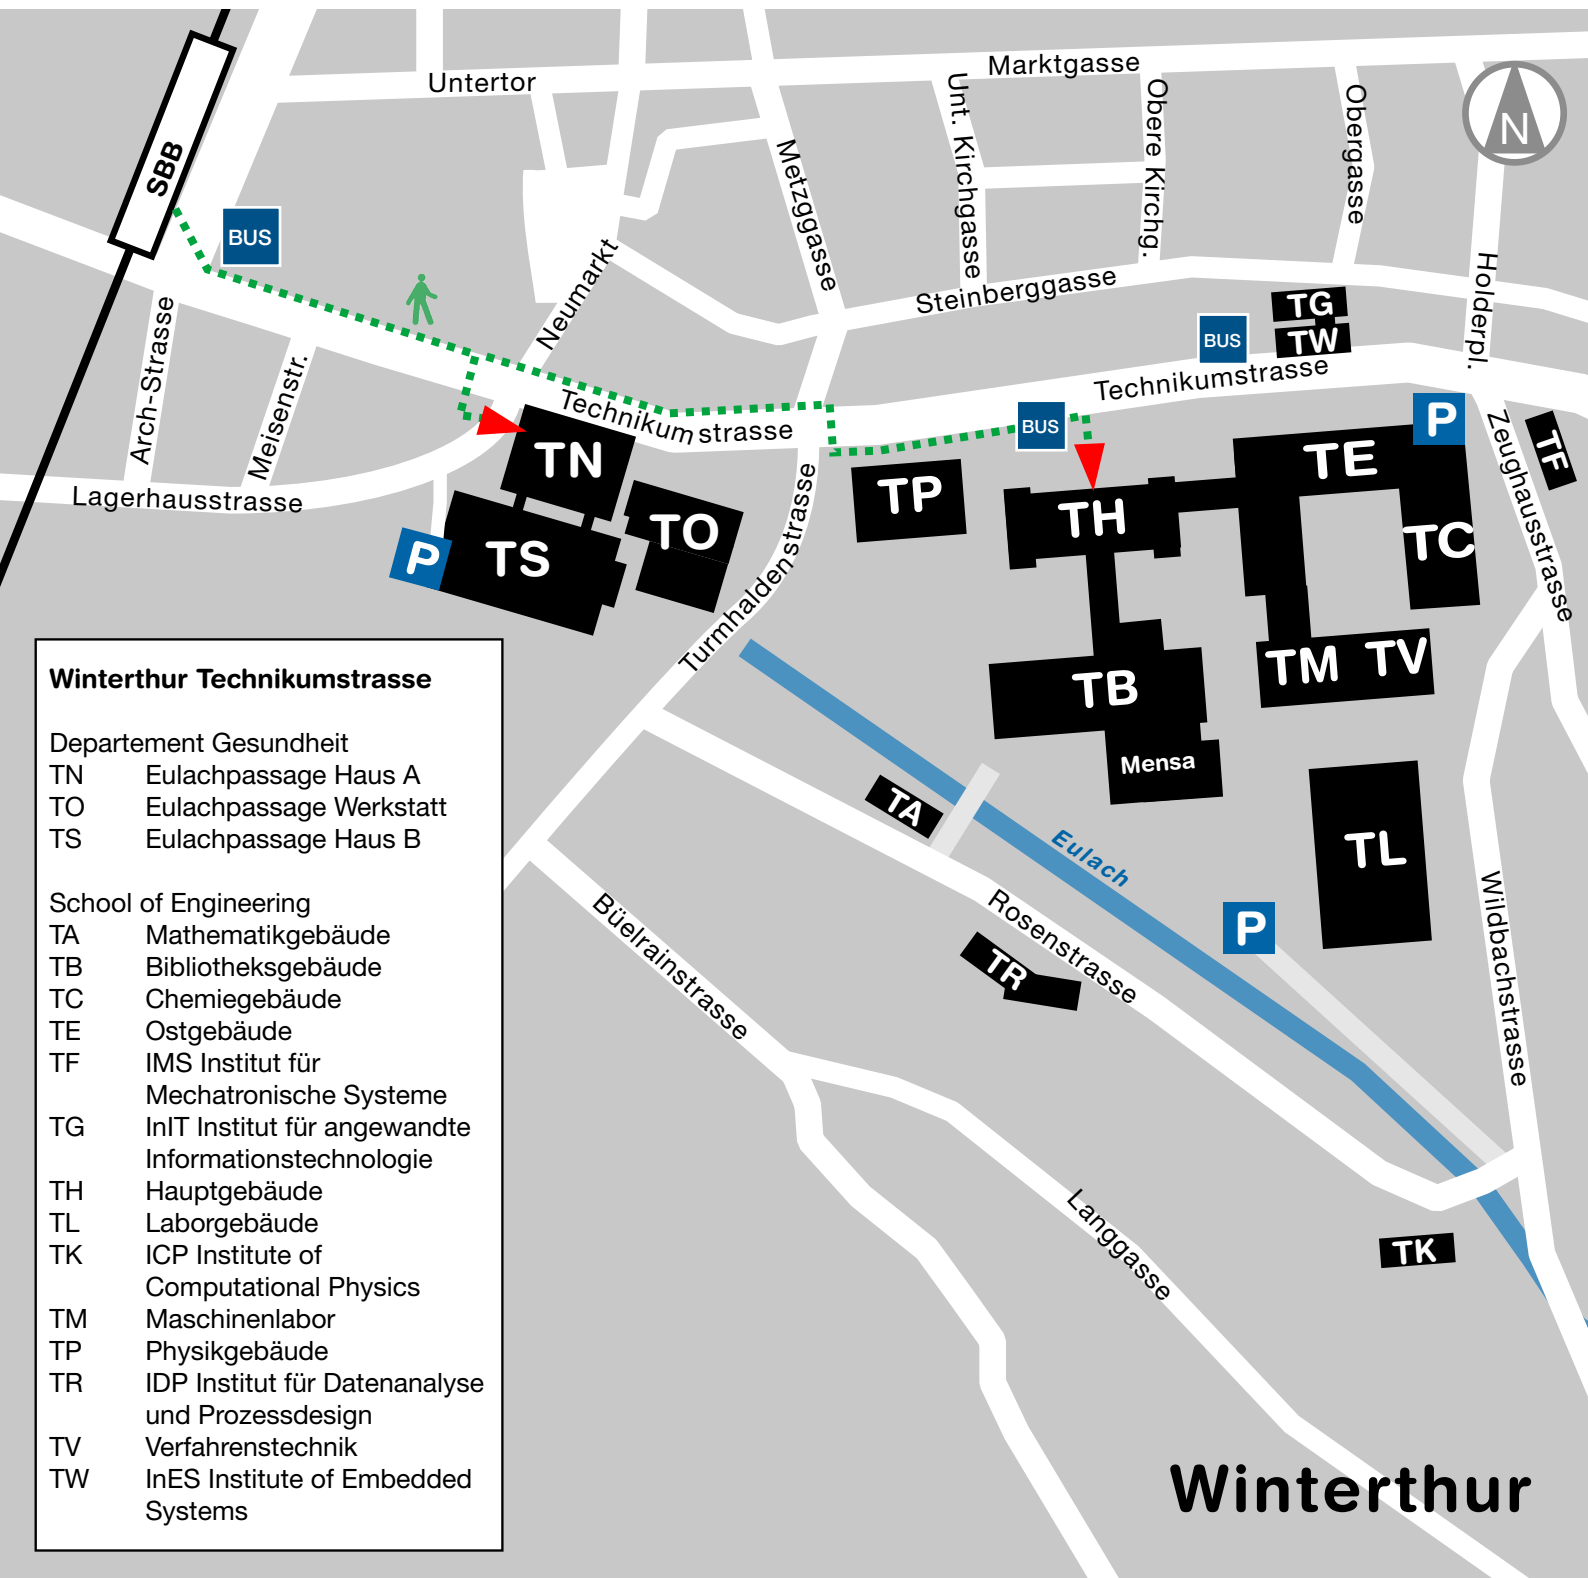 Untertor
Marktgasse
SBB
BUS
Unt. Kirchgasse
Obere Kirchg.
Obergasse
N
Metzggasse
Neumarkt
Steinberggasse
Holderpl.
Arch-Strasse
Meisenstr.
TG
TW
BUS
Technikumstrasse
Technikumstrasse
BUS
P
Zeughausstrasse
TF
Lagerhausstrasse
TN
TS
TO
P
Turmhaldenstrasse
TP
TH
TE
TC
TB
TM TV
Mensa
TA
Eulach
TL
P
Rosenstrasse
TR
Büelrainstrasse
Wildbachstrasse
Langgasse
TK
Winterthur Technikumstrasse
Departement Gesundheit
TN Eulachpassage Haus A
TO Eulachpassage Werkstatt
TS Eulachpassage Haus B
School of Engineering
TA Mathematikgebäude
TB Bibliotheksgebäude
TC Chemiegebäude
TE Ostgebäude
TF IMS Institut für
Mechatronische Systeme
TG InIT Institut für angewandte
Informationstechnologie
TH Hauptgebäude
TL Laborgebäude
TK ICP Institute of
Computational Physics
TM Maschinenlabor
TP Physikgebäude
TR IDP Institut für Datenanalyse
und Prozessdesign
TV Verfahrenstechnik
TW InES Institute of Embedded
Systems
Winterthur